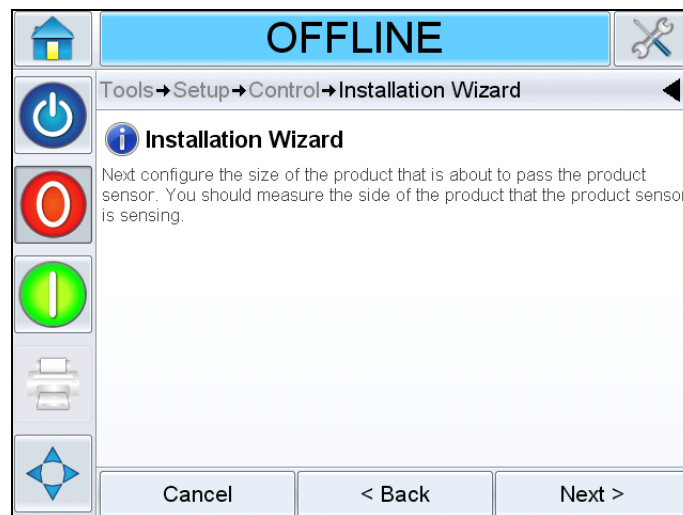 OFFLINE
Tools→Setup→Control→Installation Wizard
Installation Wizard
Next configure the size of the product that is about to pass the product
sensor. You should measure the side of the product that the product sensor
is sensing.
Cancel
< Back
Next >